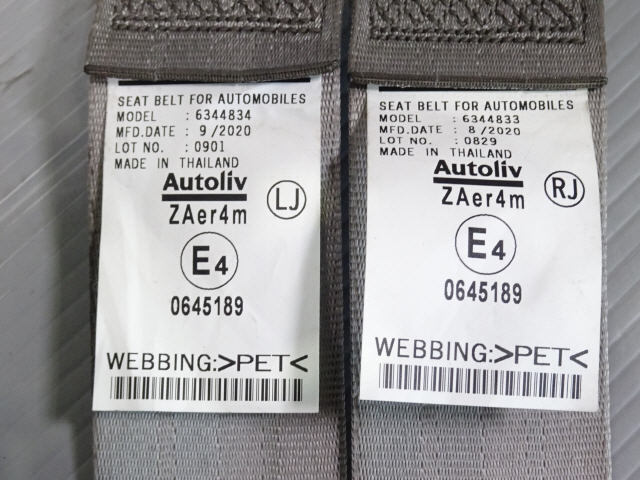 SEAT BELT FOR AUTOMOBILES
MODEL : 6344834
MFD.DATE : 9/2020
LOT NO. : 0901
MADE IN THAILAND
Autoliv
ZAer4m
LJ
E4
0645189
WEBBING:>PET<
SEAT BELT FOR AUTOMOBILES
MODEL : 6344833
MFD.DATE : 8/2020
LOT NO. : 0829
MADE IN THAILAND
Autoliv
ZAer4m
RJ
E4
0645189
WEBBING:>PET<